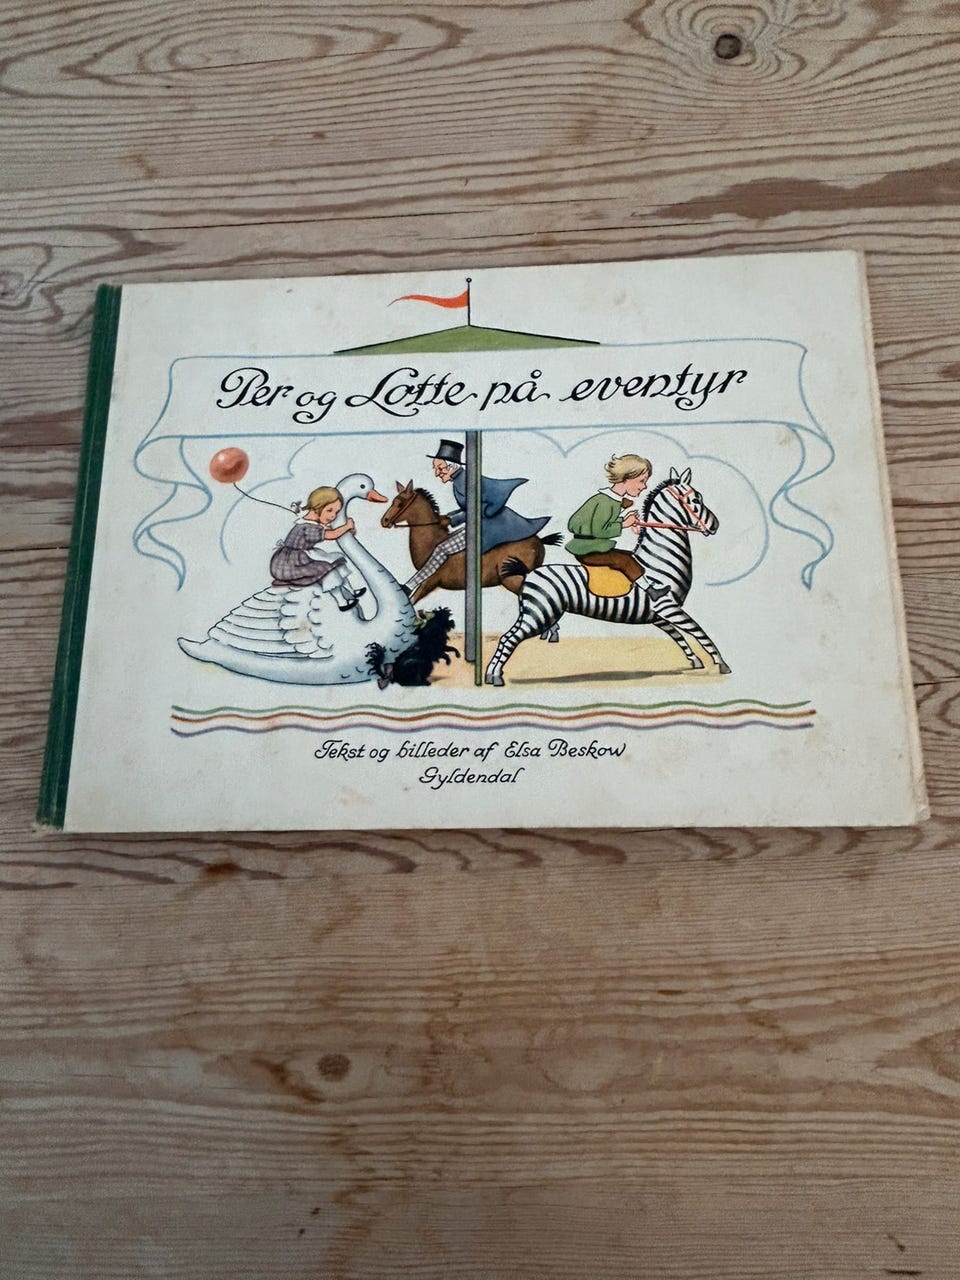 Per og Lotte på eventyr
Tekst og billeder af Elsa Beskow
Gyldendal